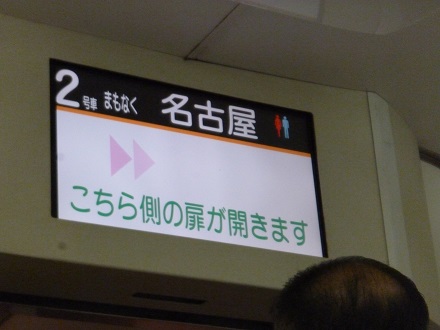 2号車 まもなく 名古屋
こちら側の扉が開きます